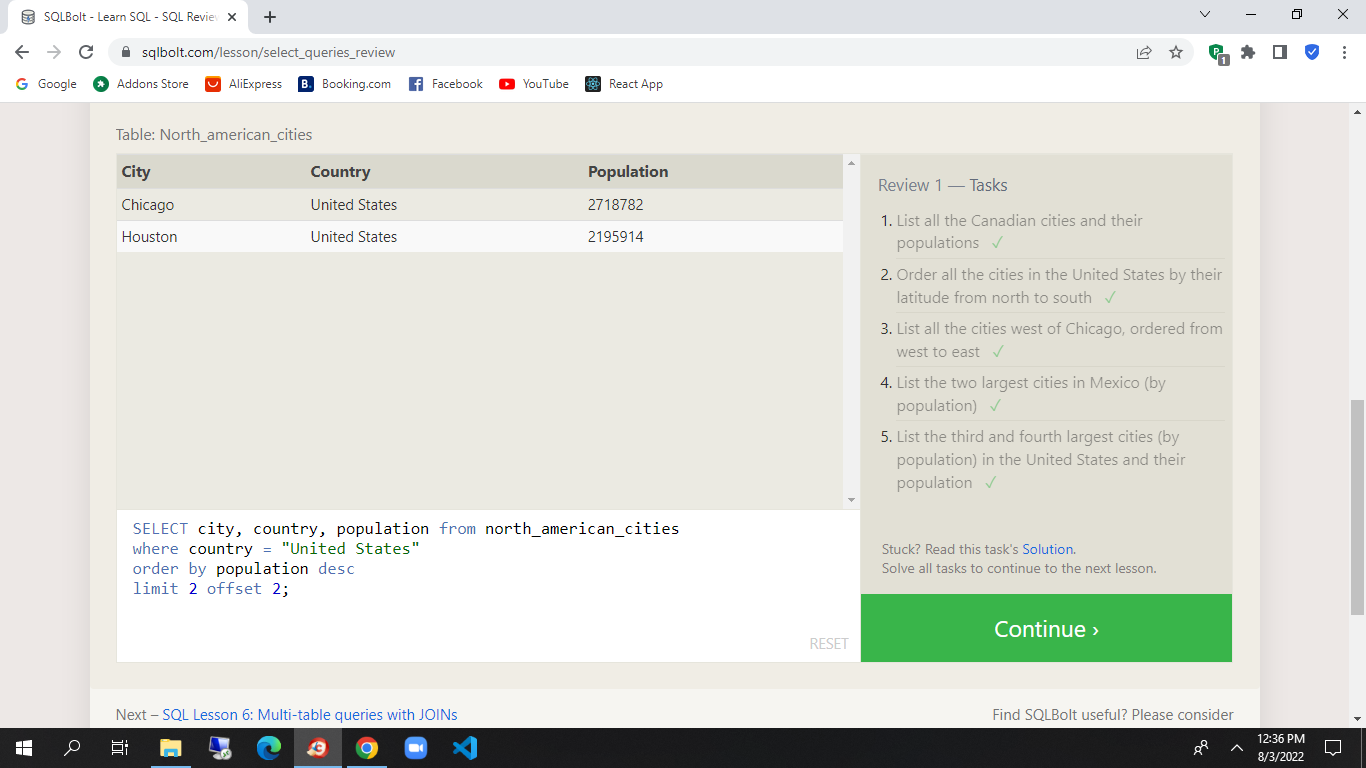 SQLBolt - Learn SQL - SQL Review
sqlbolt.com/lesson/select_queries_review
1
Google Addons Store AliExpress B. Booking.com Facebook YouTube React App
Table: North_american_cities
City Country Population
Chicago United States 2718782
Houston United States 2195914
SELECT city, country, population from north_american_cities
where country = "United States"
order by population desc
limit 2 offset 2;
RESET
Review 1 — Tasks
1. List all the Canadian cities and their
populations ✓
2. Order all the cities in the United States by their
latitude from north to south ✓
3. List all the cities west of Chicago, ordered from
west to east ✓
4. List the two largest cities in Mexico (by
population) ✓
5. List the third and fourth largest cities (by
population) in the United States and their
population ✓
Stuck? Read this task's Solution.
Solve all tasks to continue to the next lesson.
Continue ›
Next – SQL Lesson 6: Multi-table queries with JOINs
Find SQLBolt useful? Please consider
12:36 PM
8/3/2022